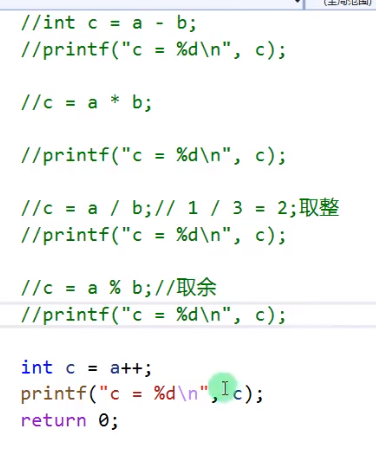 (全局范围)
//int c = a - b;
//printf("c = %d\n", c);
//c = a * b;
//printf("c = %d\n", c);
//c = a / b;// 1 / 3 = 2;取整
//printf("c = %d\n", c);
//c = a % b;//取余
//printf("c = %d\n", c);
int c = a++;
printf("c = %d\n", c);
return 0;